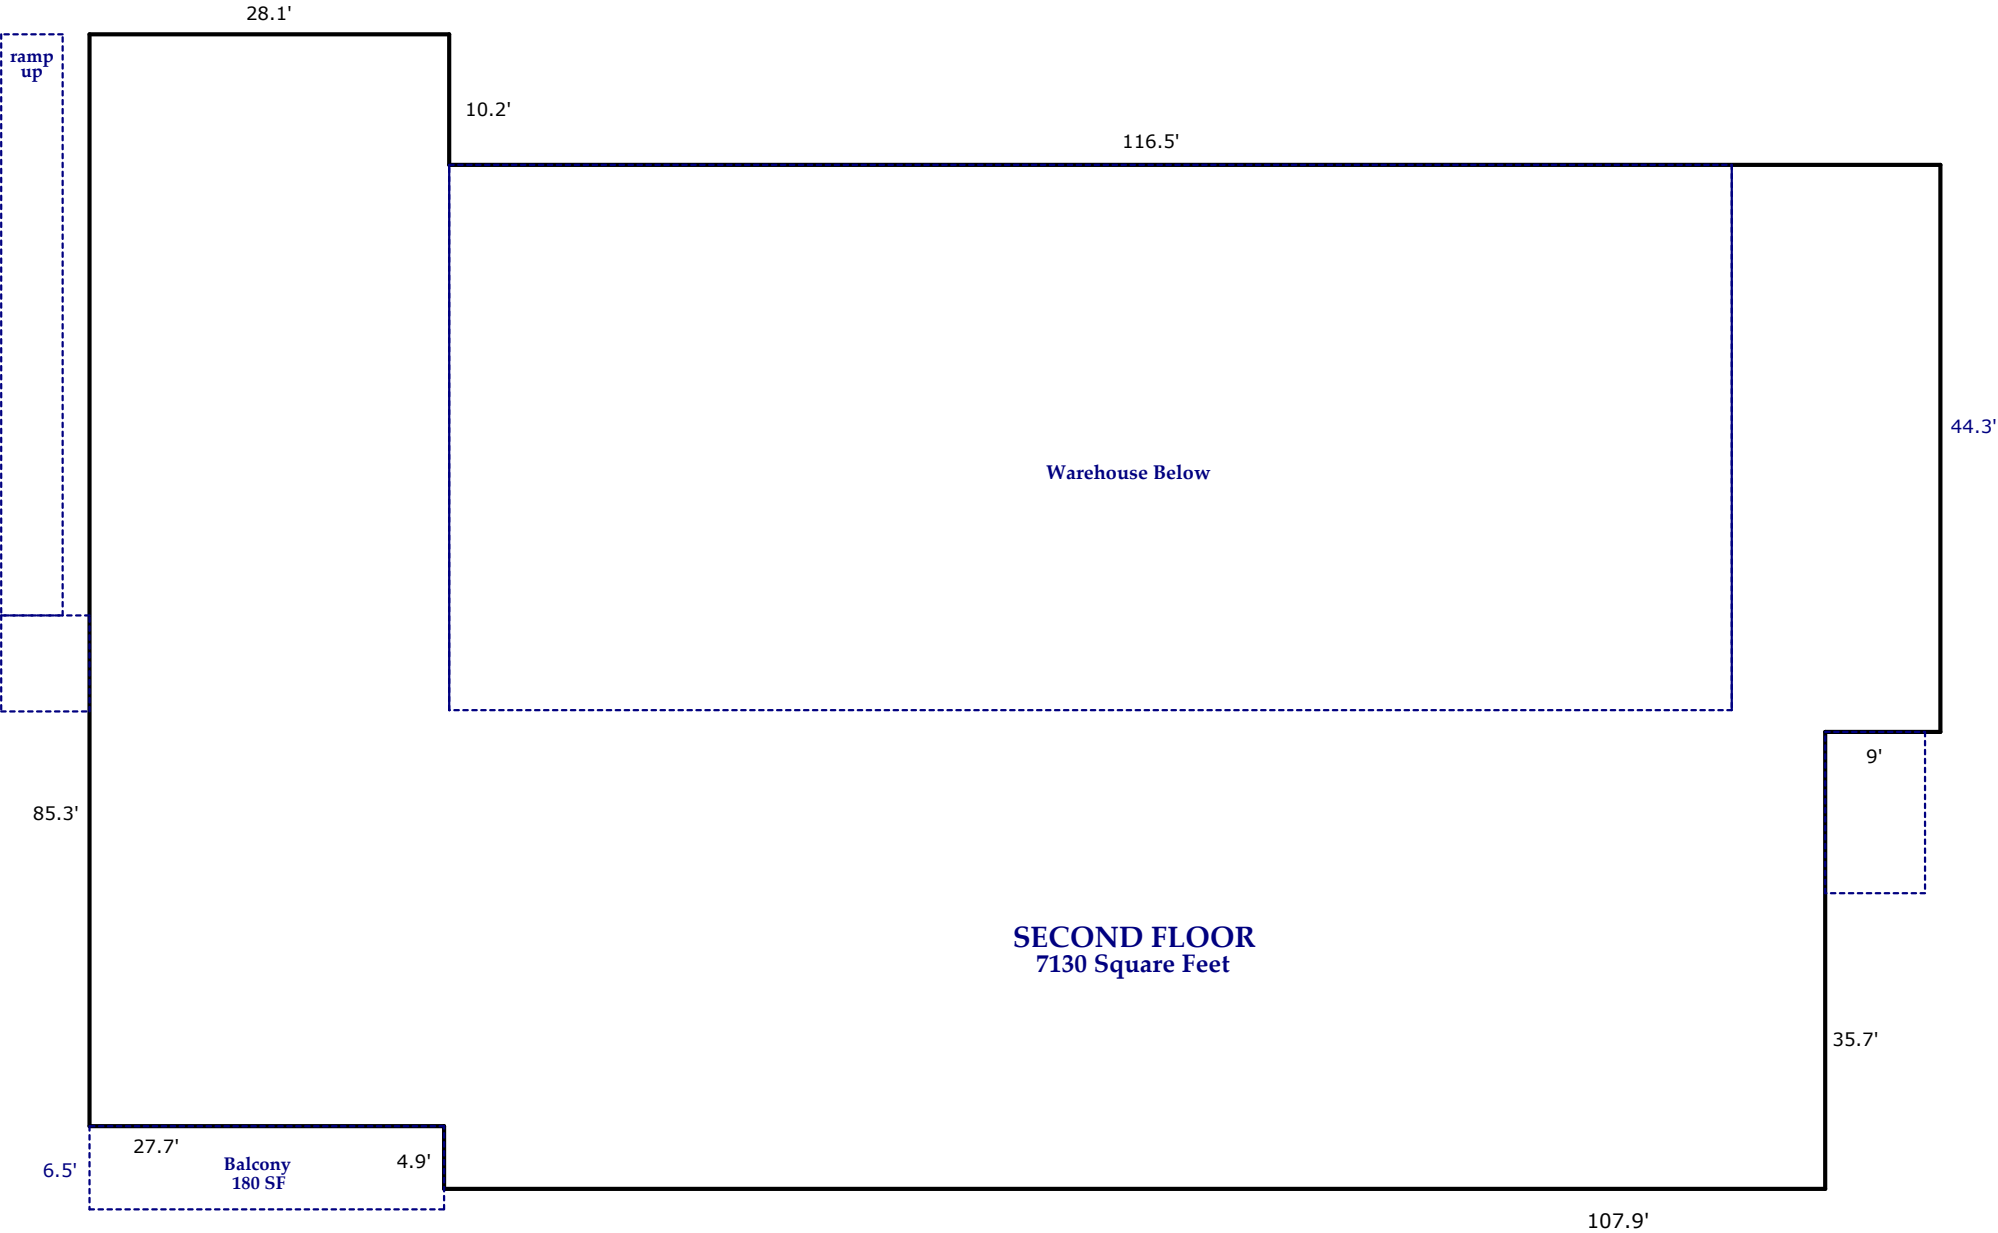 28.1'
ramp
up
10.2'
116.5'
44.3'
Warehouse Below
9'
85.3'
SECOND FLOOR
7130 Square Feet
35.7'
27.7'
4.9'
6.5'
Balcony
180 SF
107.9'